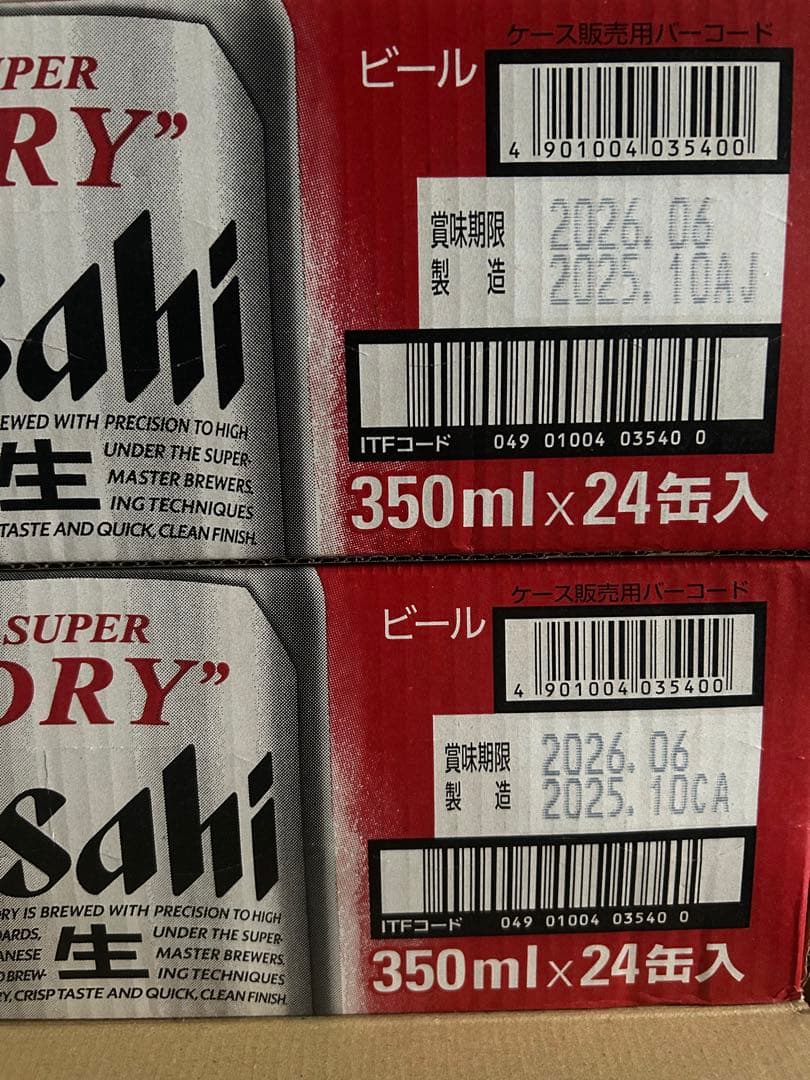 ケース販売用バーコード
ビール
4 901004 035400
UPER
RY”
賞味期限 2026.06
製造 2025.10AJ
sahi
ITFコード 049 01004 03540 0
BREWED WITH PRECISION TO HIGH
生
UNDER THE SUPER-
MASTER BREWERS.
ING TECHNIQUES
TASTE AND QUICK, CLEAN FINISH.
350ml×24缶入
ケース販売用バーコード
ビール
4 901004 035400
SUPER
DRY”
賞味期限 2026.06
製造 2025.10CA
sahi
ITFコード 049 01004 03540 0
RY IS BREWED WITH PRECISION TO HIGH
ARDS,
生
UNDER THE SUPER-
ANESE
MASTER BREWERS.
BREW-
ING TECHNIQUES
Y, CRISP TASTE AND QUICK, CLEAN FINISH.
350ml×24缶入